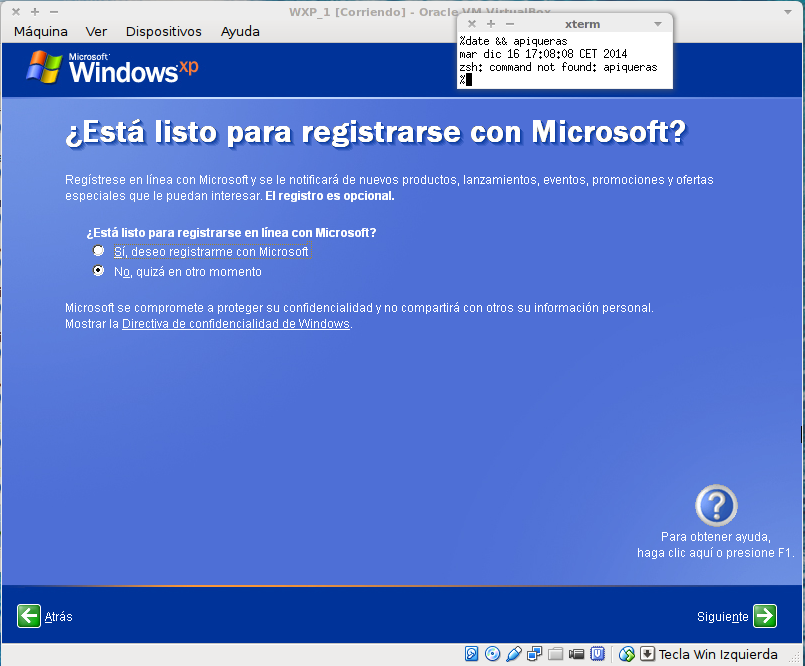 WXP_1 [Corriendo] - Oracle VM VirtualBox
Máquina Ver Dispositivos Ayuda
xterm
%date && apiqueras
mar dic 16 17:08:08 CET 2014
zsh: command not found: apiqueras
%
Microsoft
Windows xp
¿Está listo para registrarse con Microsoft?
Regístrese en línea con Microsoft y se le notificará de nuevos productos, lanzamientos, eventos, promociones y ofertas
especiales que le puedan interesar. El registro es opcional.
¿Está listo para registrarse en línea con Microsoft?
Sí, deseo registrarme con Microsoft
No, quizá en otro momento
Microsoft se compromete a proteger su confidencialidad y no compartirá con otros su información personal.
Mostrar la Directiva de confidencialidad de Windows.
?
Para obtener ayuda,
haga clic aquí o presione F1.
Atrás
Siguiente
Tecla Win Izquierda